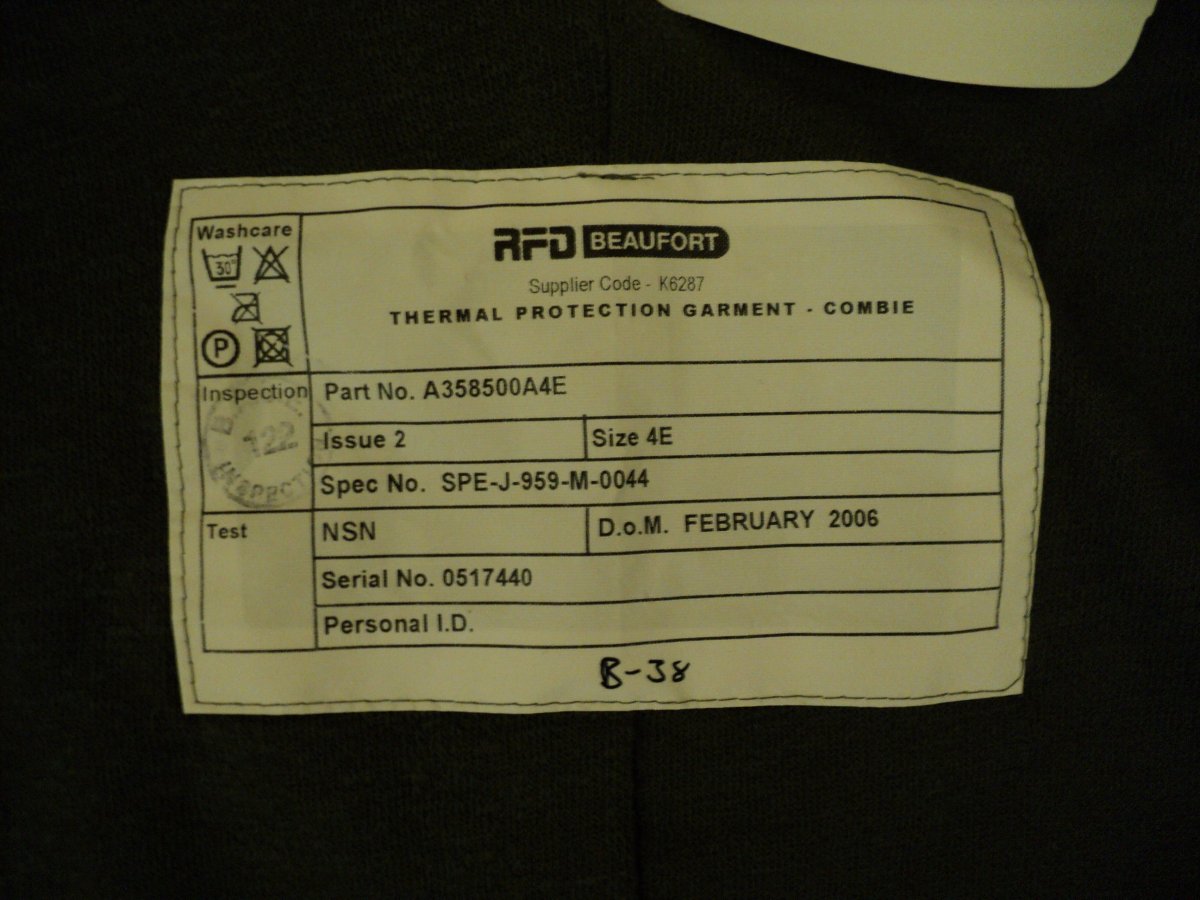 Washcare
30°
P
RFD BEAUFORT
Supplier Code - K6287
THERMAL PROTECTION GARMENT - COMBIE
Inspection
122
Part No. A358500A4E
Issue 2
Size 4E
Spec No. SPE-J-959-M-0044
Test
NSN
D.o.M. FEBRUARY 2006
Serial No. 0517440
Personal I.D.
B-38